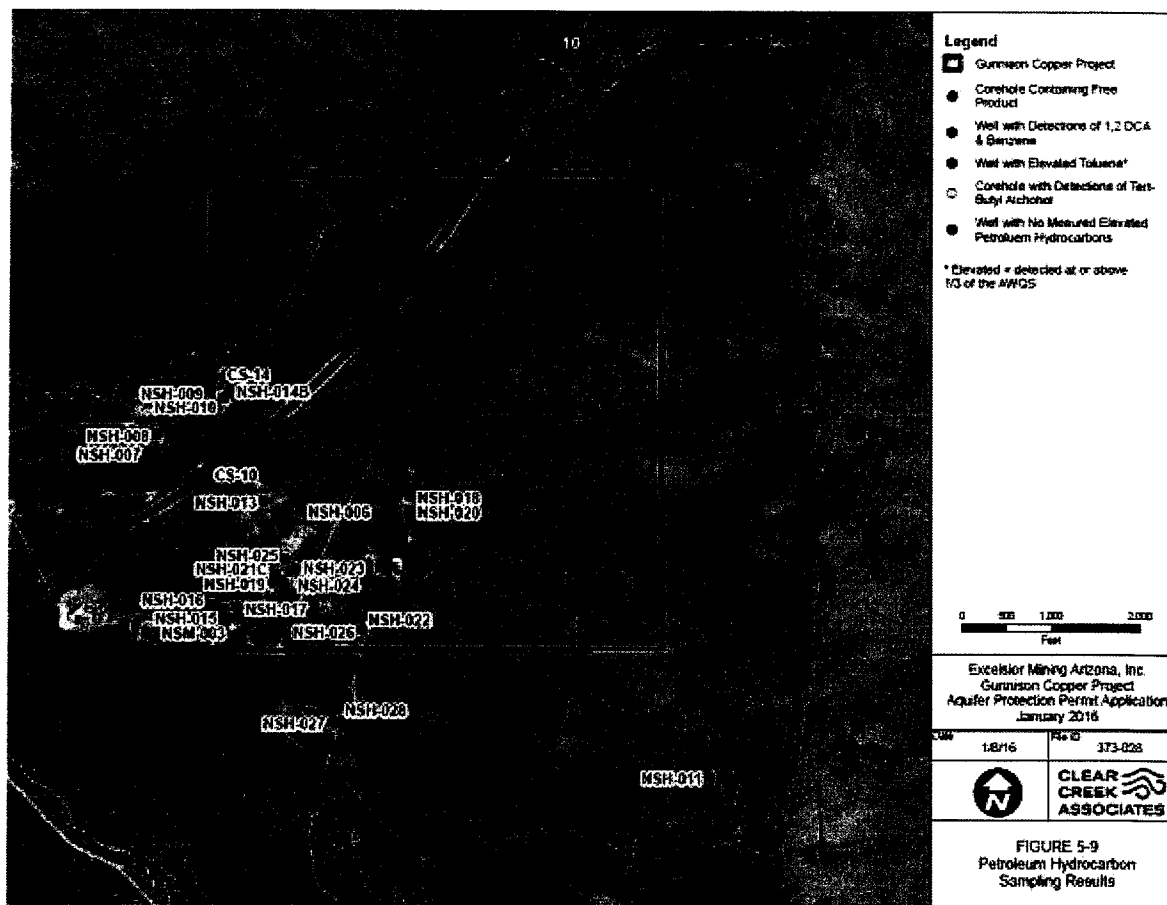 10
CS-14
NSH-009
NSH-014B
NSH-010
NSH-008
NSH-007
CS-10
NSH-013
NSH-006
NSH-018
NSH-020
NSH-025
NSH-021C
NSH-023
NSH-019
NSH-024
NSH-016
NSH-017
NSH-015
NSH-022
NSM-003
NSH-026
NSH-028
NSH-027
NSH-011
Legend
Gunnison Copper Project
Corehole Containing Free
Product
Well with Detections of 1,2 DCA
& Benzene
Well with Elevated Toluene*
Corehole with Detections of Tert-
Butyl Alchohol
Well with No Measured Elevated
Petroluem Hydrocarbons
* Elevated = detected at or above
1/3 of the AWQS
0 500 1,000 2,000
Feet
Excelsior Mining Arizona, Inc.
Gunnison Copper Project
Aquifer Protection Permit Application
January 2016
Date
1/8/16
File ID
373-028
N
CLEAR
CREEK
ASSOCIATES
FIGURE 5-9
Petroleum Hydrocarbon
Sampling Results